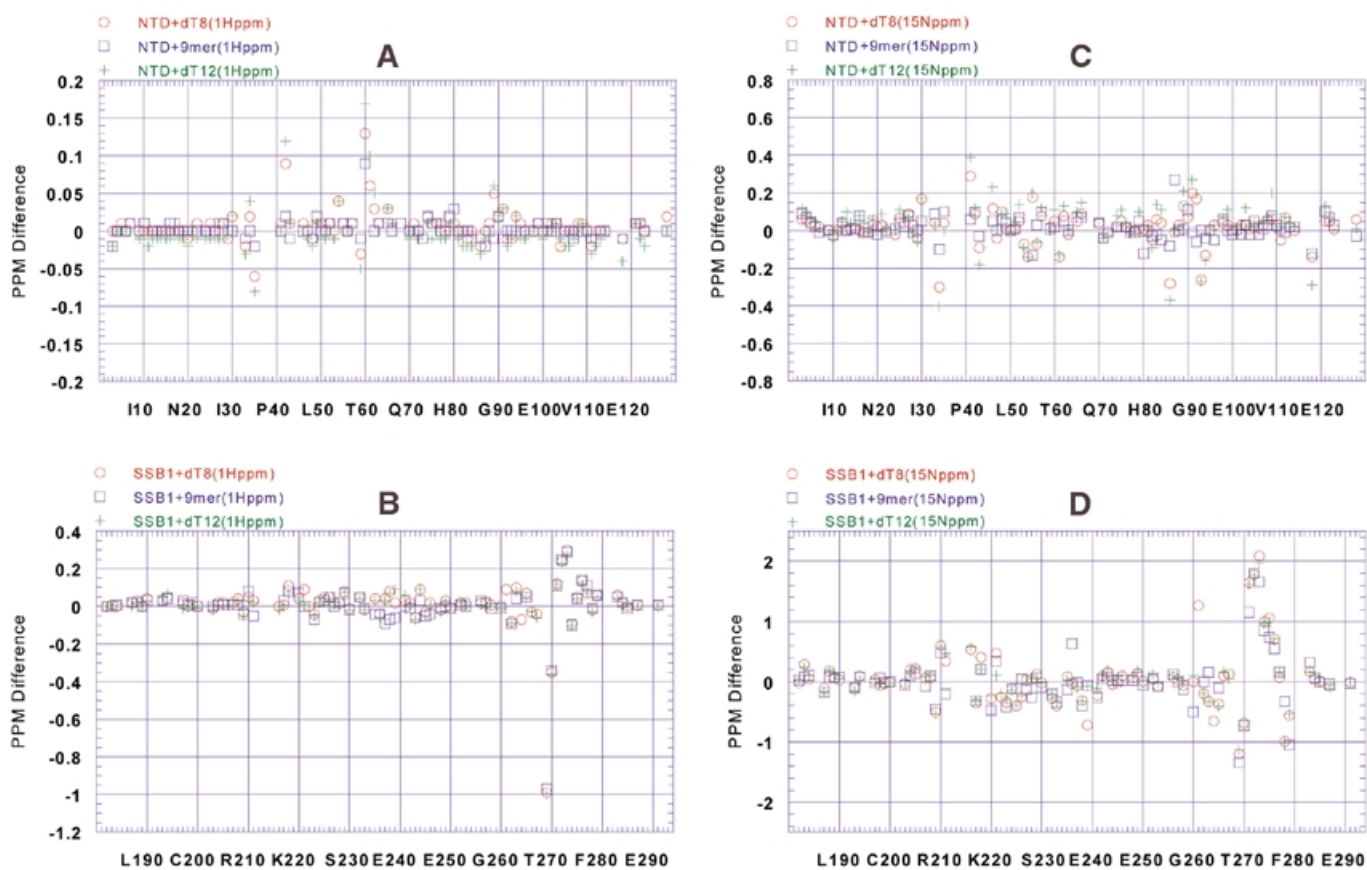 NTD+dT8(1Hppm)
NTD+9mer(1Hppm)
NTD+dT12(1Hppm)
A
0.2
0.15
0.1
0.05
0
-0.05
-0.1
-0.15
-0.2
PPM Difference
I10 N20 I30 P40 L50 T60 Q70 H80 G90 E100V110E120
NTD+dT8(15Nppm)
NTD+9mer(15Nppm)
NTD+dT12(15Nppm)
C
0.8
0.6
0.4
0.2
0
-0.2
-0.4
-0.6
-0.8
PPM Difference
I10 N20 I30 P40 L50 T60 Q70 H80 G90 E100V110E120
SSB1+dT8(1Hppm)
SSB1+9mer(1Hppm)
SSB1+dT12(1Hppm)
B
0.4
0.2
0
-0.2
-0.4
-0.6
-0.8
-1
-1.2
PPM Difference
L190 C200 R210 K220 S230 E240 E250 G260 T270 F280 E290
SSB1+dT8(15Nppm)
SSB1+9mer(15Nppm)
SSB1+dT12(15Nppm)
D
2
1
0
-1
-2
PPM Difference
L190 C200 R210 K220 S230 E240 E250 G260 T270 F280 E290